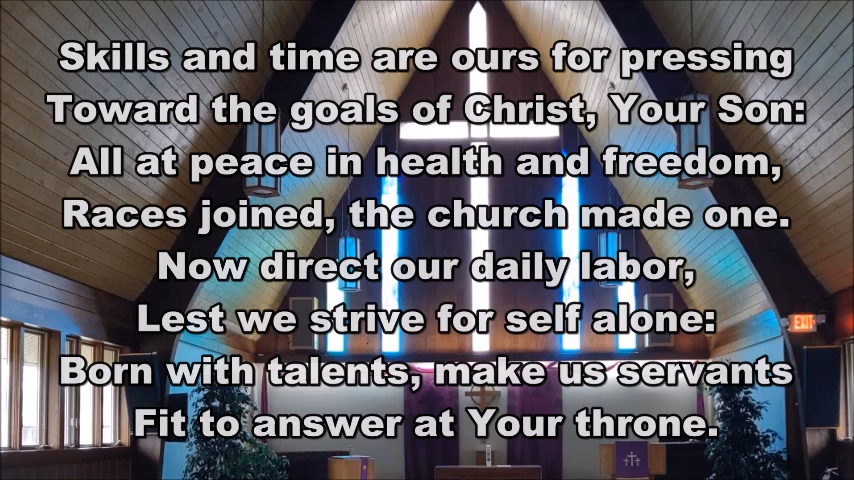 Skills and time are ours for pressing
Toward the goals of Christ, Your Son:
All at peace in health and freedom,
Races joined, the church made one.
Now direct our daily labor,
Lest we strive for self alone:
Born with talents, make us servants
Fit to answer at Your throne.
EXIT